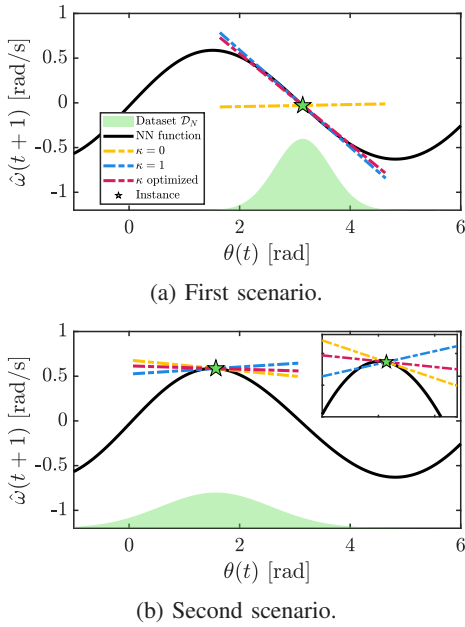 1
0.5
0
-0.5
-1
ω̂(t + 1) [rad/s]
Dataset 𝒟_N
NN function
κ = 0
κ = 1
κ optimized
Instance
0 2 4 6
θ(t) [rad]
(a) First scenario.
1
0.5
0
-0.5
-1
ω̂(t + 1) [rad/s]
0 2 4 6
θ(t) [rad]
(b) Second scenario.